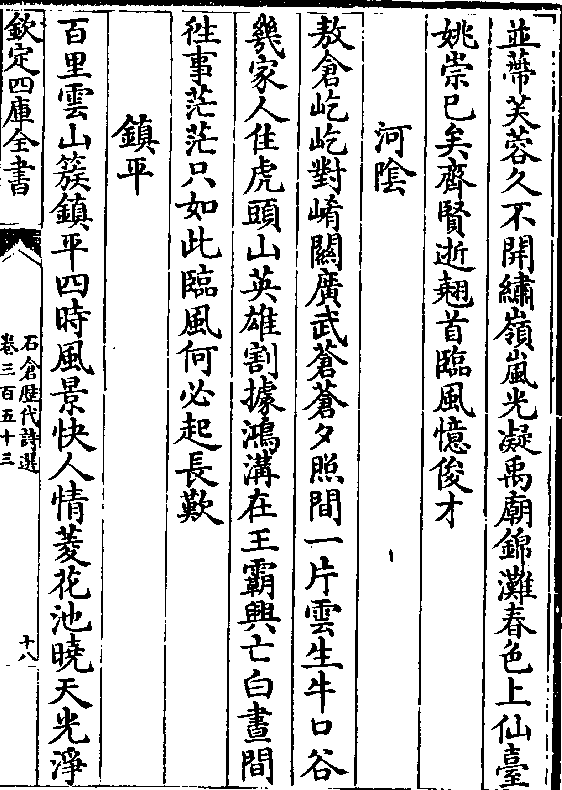 並蔕芙蓉久不開繡嶺嵐光凝禹廟錦灘春色上仙臺
姚崇已矣齊賢逝翹首臨風憶俊才
河陰
敖倉屹屹對崤關廣武蒼蒼夕照間一片雲生牛口谷
幾家人住虎頭山英雄割據鴻溝在王霸興亡白晝間
徃事茫茫只如此臨風何必起長歎
鎮平
百里雲山簇鎮平四時風景快人情菱花池曉天光淨
欽定四庫全書
石倉歴代詩選
卷三百五十三
十八